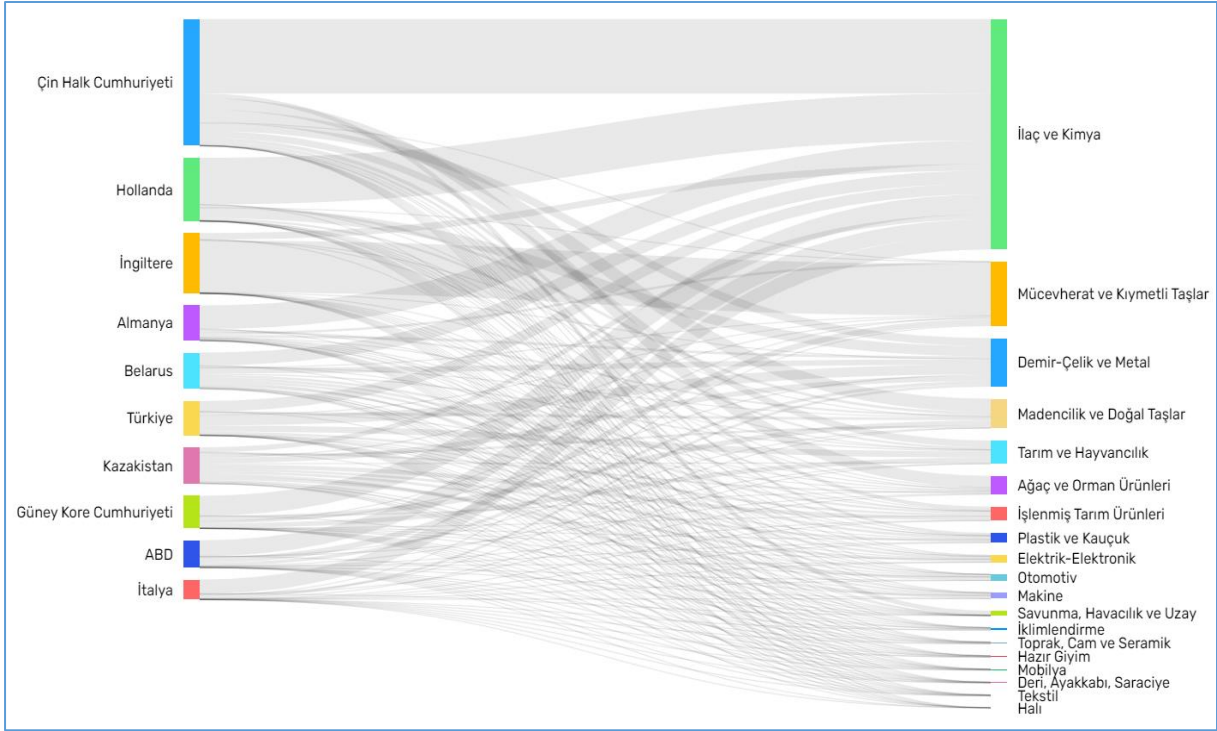 Çin Halk Cumhuriyeti
Hollanda
İngiltere
Almanya
Belarus
Türkiye
Kazakistan
Güney Kore Cumhuriyeti
ABD
İtalya
İlaç ve Kimya
Mücevherat ve Kıymetli Taşlar
Demir-Çelik ve Metal
Madencilik ve Doğal Taşlar
Tarım ve Hayvancılık
Ağaç ve Orman Ürünleri
İşlenmiş Tarım Ürünleri
Plastik ve Kauçuk
Elektrik-Elektronik
Otomotiv
Makine
Savunma, Havacılık ve Uzay
İklimlendirme
Toprak, Cam ve Seramik
Hazır Giyim
Mobilya
Deri, Ayakkabı, Saraciye
Tekstil
Halı